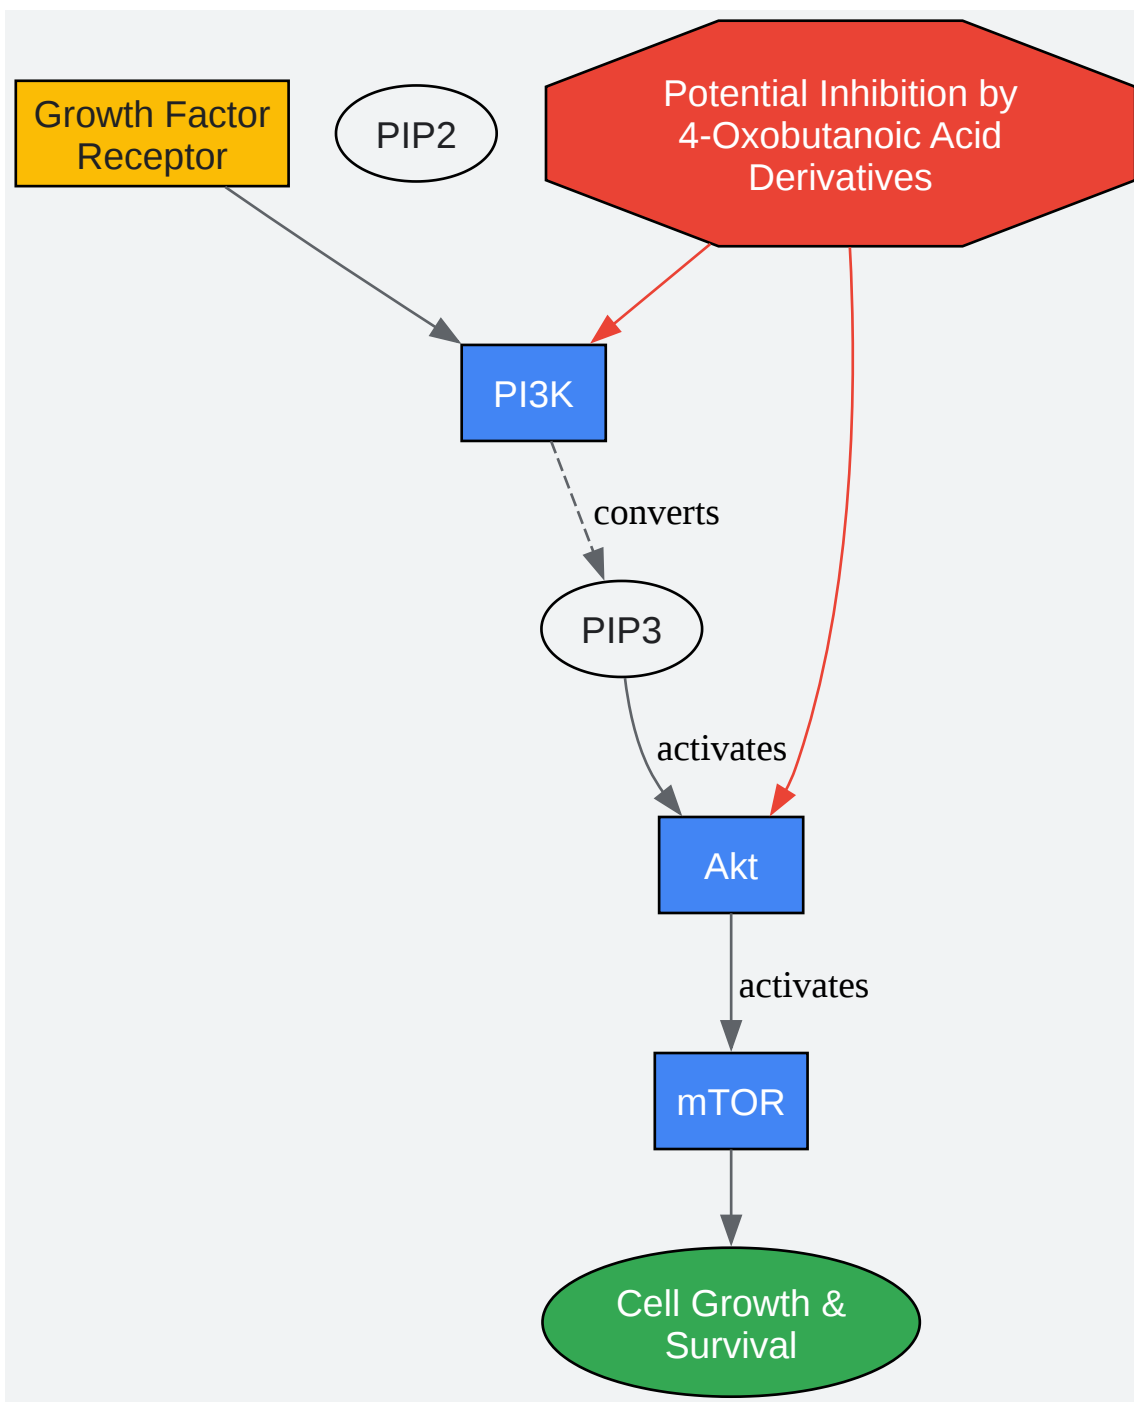 Growth Factor
Receptor
PIP2
Potential Inhibition by
4-Oxobutanoic Acid
Derivatives
PI3K
converts
PIP3
activates
Akt
activates
mTOR
Cell Growth &
Survival